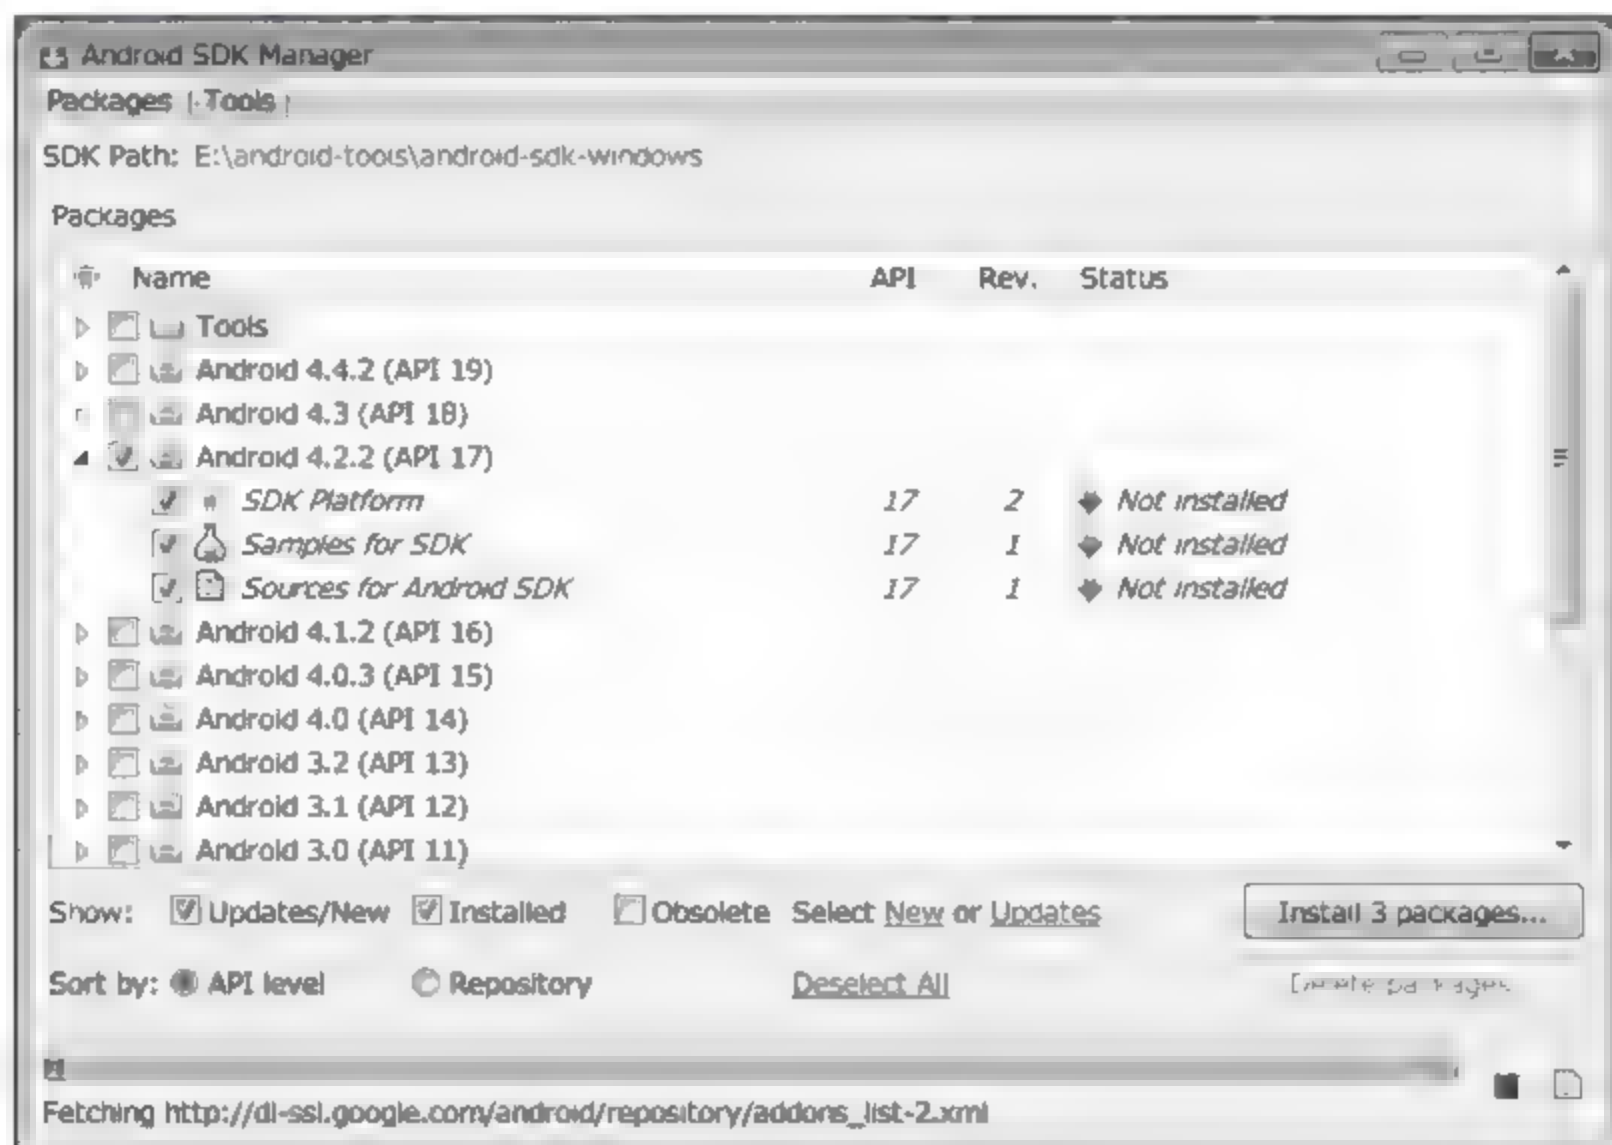 Android SDK Manager
Packages Tools
SDK Path: E:\android-tools\android-sdk-windows
Packages
Name API Rev. Status
Tools
Android 4.4.2 (API 19)
Android 4.3 (API 18)
Android 4.2.2 (API 17)
SDK Platform 17 2 Not installed
Samples for SDK 17 1 Not installed
Sources for Android SDK 17 1 Not installed
Android 4.1.2 (API 16)
Android 4.0.3 (API 15)
Android 4.0 (API 14)
Android 3.2 (API 13)
Android 3.1 (API 12)
Android 3.0 (API 11)
Show: Updates/New Installed Obsolete Select New or Updates Install 3 packages...
Sort by: API level Repository Deselect All Delete packages
Fetching http://dl-ssl.google.com/android/repository/addons_list-2.xml